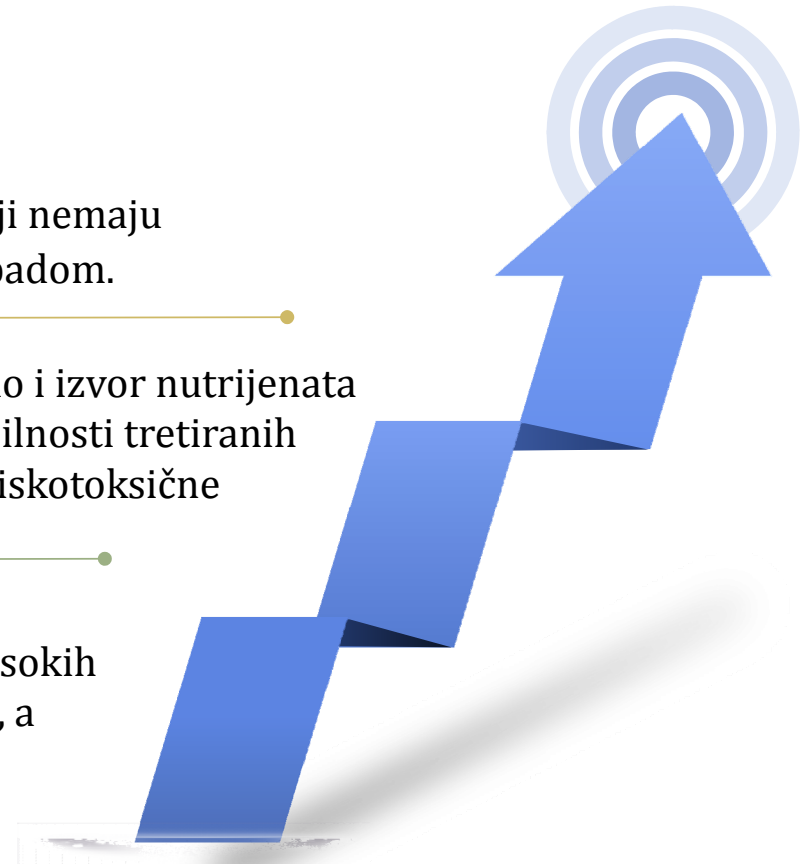 ji nemaju
padom.
o i izvor nutrijenata
ilnosti tretiranih
iskotoksične
sokih
, a